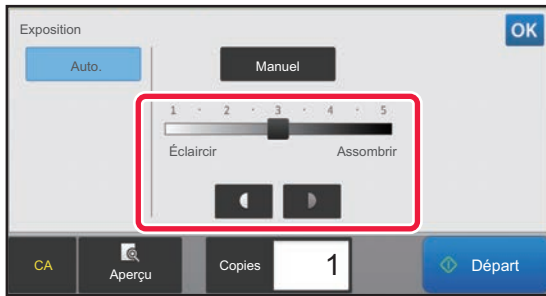 Exposition
OK
Auto.
Manuel
1 · 2 · 3 · 4 · 5
Éclaircir Assombrir
CA
Aperçu
Copies
1
Départ